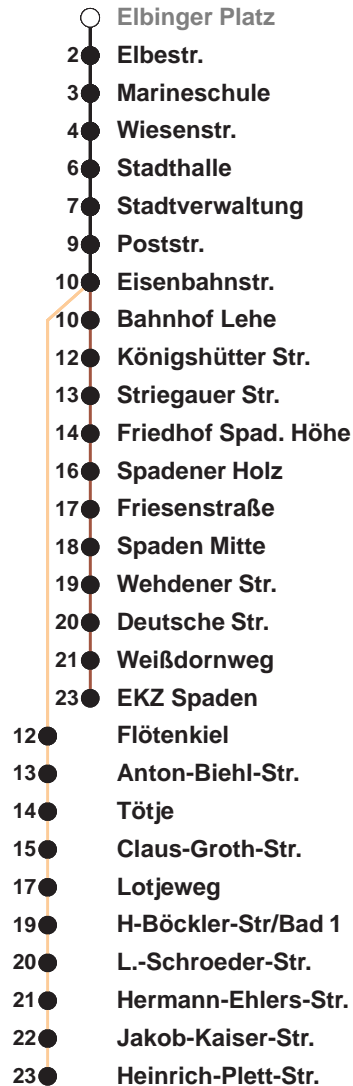 Elbinger Platz
2 Elbestr.
3 Marineschule
4 Wiesenstr.
6 Stadthalle
7 Stadtverwaltung
9 Poststr.
10 Eisenbahnstr.
10 Bahnhof Lehe
12 Königshütter Str.
13 Striegauer Str.
14 Friedhof Spad. Höhe
16 Spadener Holz
17 Friesenstraße
18 Spaden Mitte
19 Wehdener Str.
20 Deutsche Str.
21 Weißdornweg
23 EKZ Spaden
12 Flötenkiel
13 Anton-Biehl-Str.
14 Tötje
15 Claus-Groth-Str.
17 Lotjeweg
19 H-Böckler-Str/Bad 1
20 L.-Schroeder-Str.
21 Hermann-Ehlers-Str.
22 Jakob-Kaiser-Str.
23 Heinrich-Plett-Str.